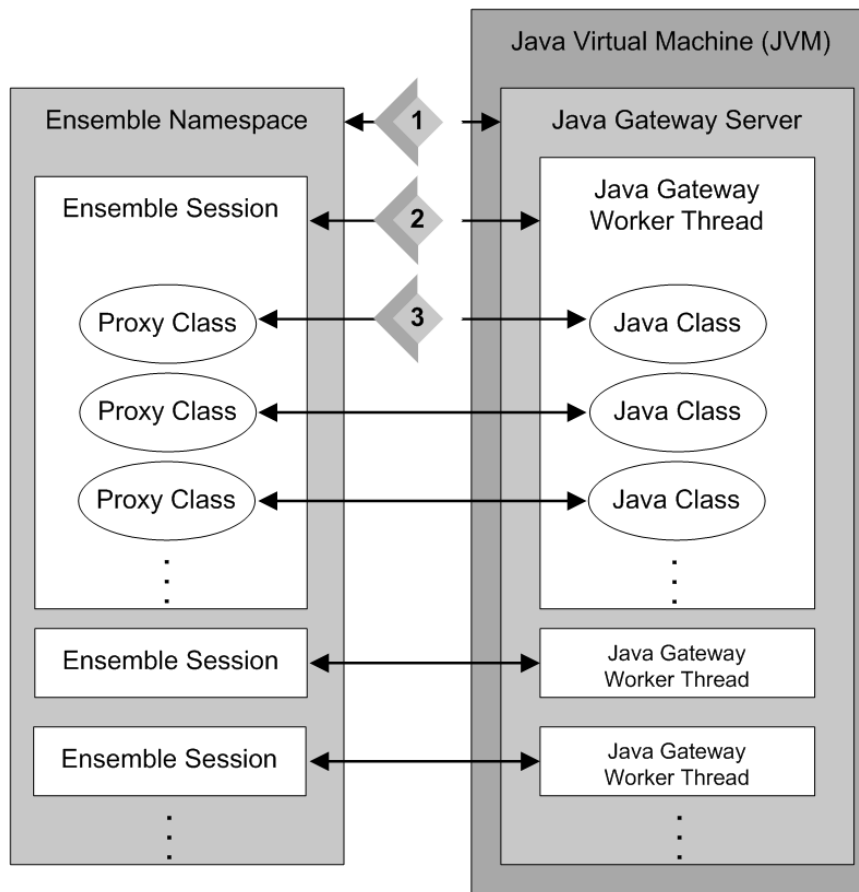 Java Virtual Machine (JVM)
Ensemble Namespace
1
Java Gateway Server
Ensemble Session
2
Java Gateway
Worker Thread
Proxy Class
3
Java Class
Proxy Class
Java Class
Proxy Class
Java Class
Ensemble Session
Java Gateway
Worker Thread
Ensemble Session
Java Gateway
Worker Thread